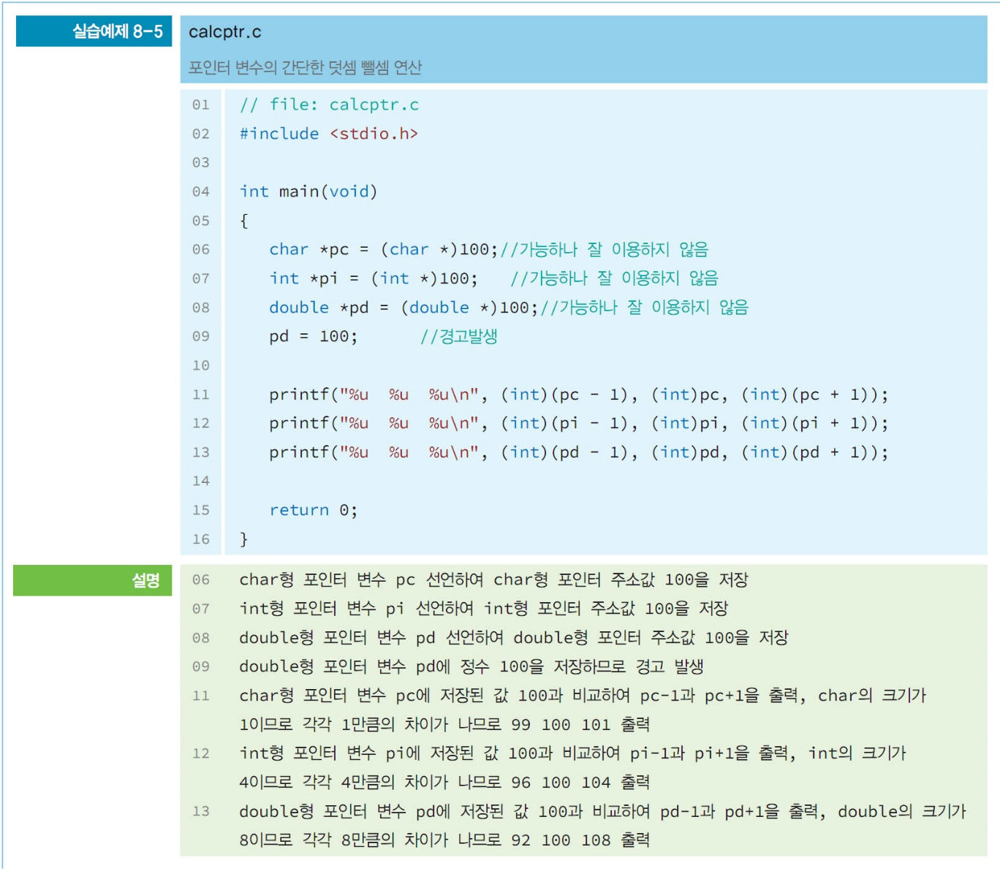 실습예제 8-5
calcptr.c
포인터 변수의 간단한 덧셈 뺄셈 연산
01 // file: calcptr.c
02 #include <stdio.h>
03
04 int main(void)
05 {
06 char *pc = (char *)100;//가능하나 잘 이용하지 않음
07 int *pi = (int *)100; //가능하나 잘 이용하지 않음
08 double *pd = (double *)100;//가능하나 잘 이용하지 않음
09 pd = 100; //경고발생
10
11 printf("%u %u %u\n", (int)(pc - 1), (int)pc, (int)(pc + 1));
12 printf("%u %u %u\n", (int)(pi - 1), (int)pi, (int)(pi + 1));
13 printf("%u %u %u\n", (int)(pd - 1), (int)pd, (int)(pd + 1));
14
15 return 0;
16 }
설명
06 char형 포인터 변수 pc 선언하여 char형 포인터 주소값 100을 저장
07 int형 포인터 변수 pi 선언하여 int형 포인터 주소값 100을 저장
08 double형 포인터 변수 pd 선언하여 double형 포인터 주소값 100을 저장
09 double형 포인터 변수 pd에 정수 100을 저장하므로 경고 발생
11 char형 포인터 변수 pc에 저장된 값 100과 비교하여 pc-1과 pc+1을 출력, char의 크기가
1이므로 각각 1만큼의 차이가 나므로 99 100 101 출력
12 int형 포인터 변수 pi에 저장된 값 100과 비교하여 pi-1과 pi+1을 출력, int의 크기가
4이므로 각각 4만큼의 차이가 나므로 96 100 104 출력
13 double형 포인터 변수 pd에 저장된 값 100과 비교하여 pd-1과 pd+1을 출력, double의 크기가
8이므로 각각 8만큼의 차이가 나므로 92 100 108 출력